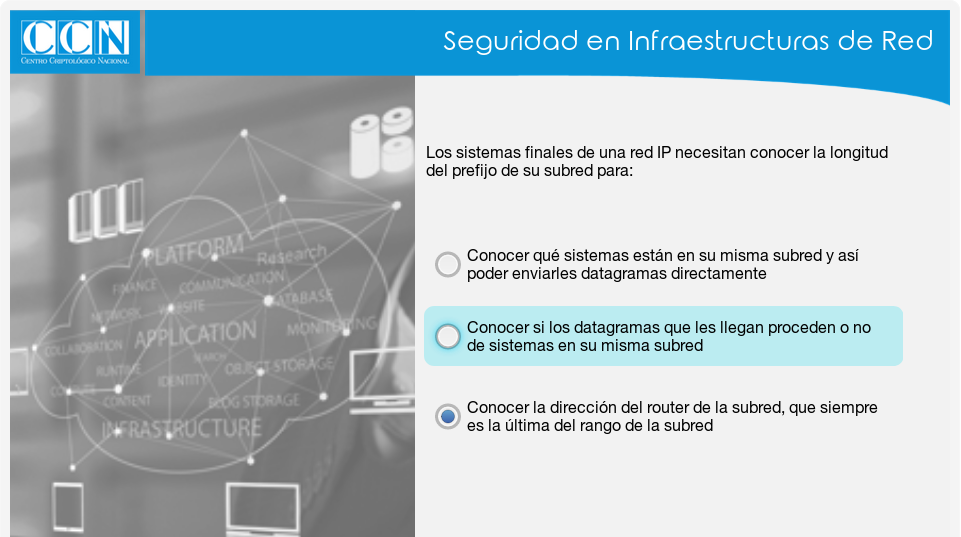 CCN
CENTRO CRIPTOLÓGICO NACIONAL
Seguridad en Infraestructuras de Red
Los sistemas finales de una red IP necesitan conocer la longitud
del prefijo de su subred para:
Conocer qué sistemas están en su misma subred y así
poder enviarles datagramas directamente
Conocer si los datagramas que les llegan proceden o no
de sistemas en su misma subred
Conocer la dirección del router de la subred, que siempre
es la última del rango de la subred
PLATFORM
Research
FINANCE
COMMUNICATION
NETWORK
WEBSITE
DATABASE
APPLICATION
MONITORING
COLLABORATION
SEARCH
RUNTIME
IDENTITY
OBJECT STORAGE
COMPUTE
CONTENT
BLOG STORAGE
INFRASTRUCTURE